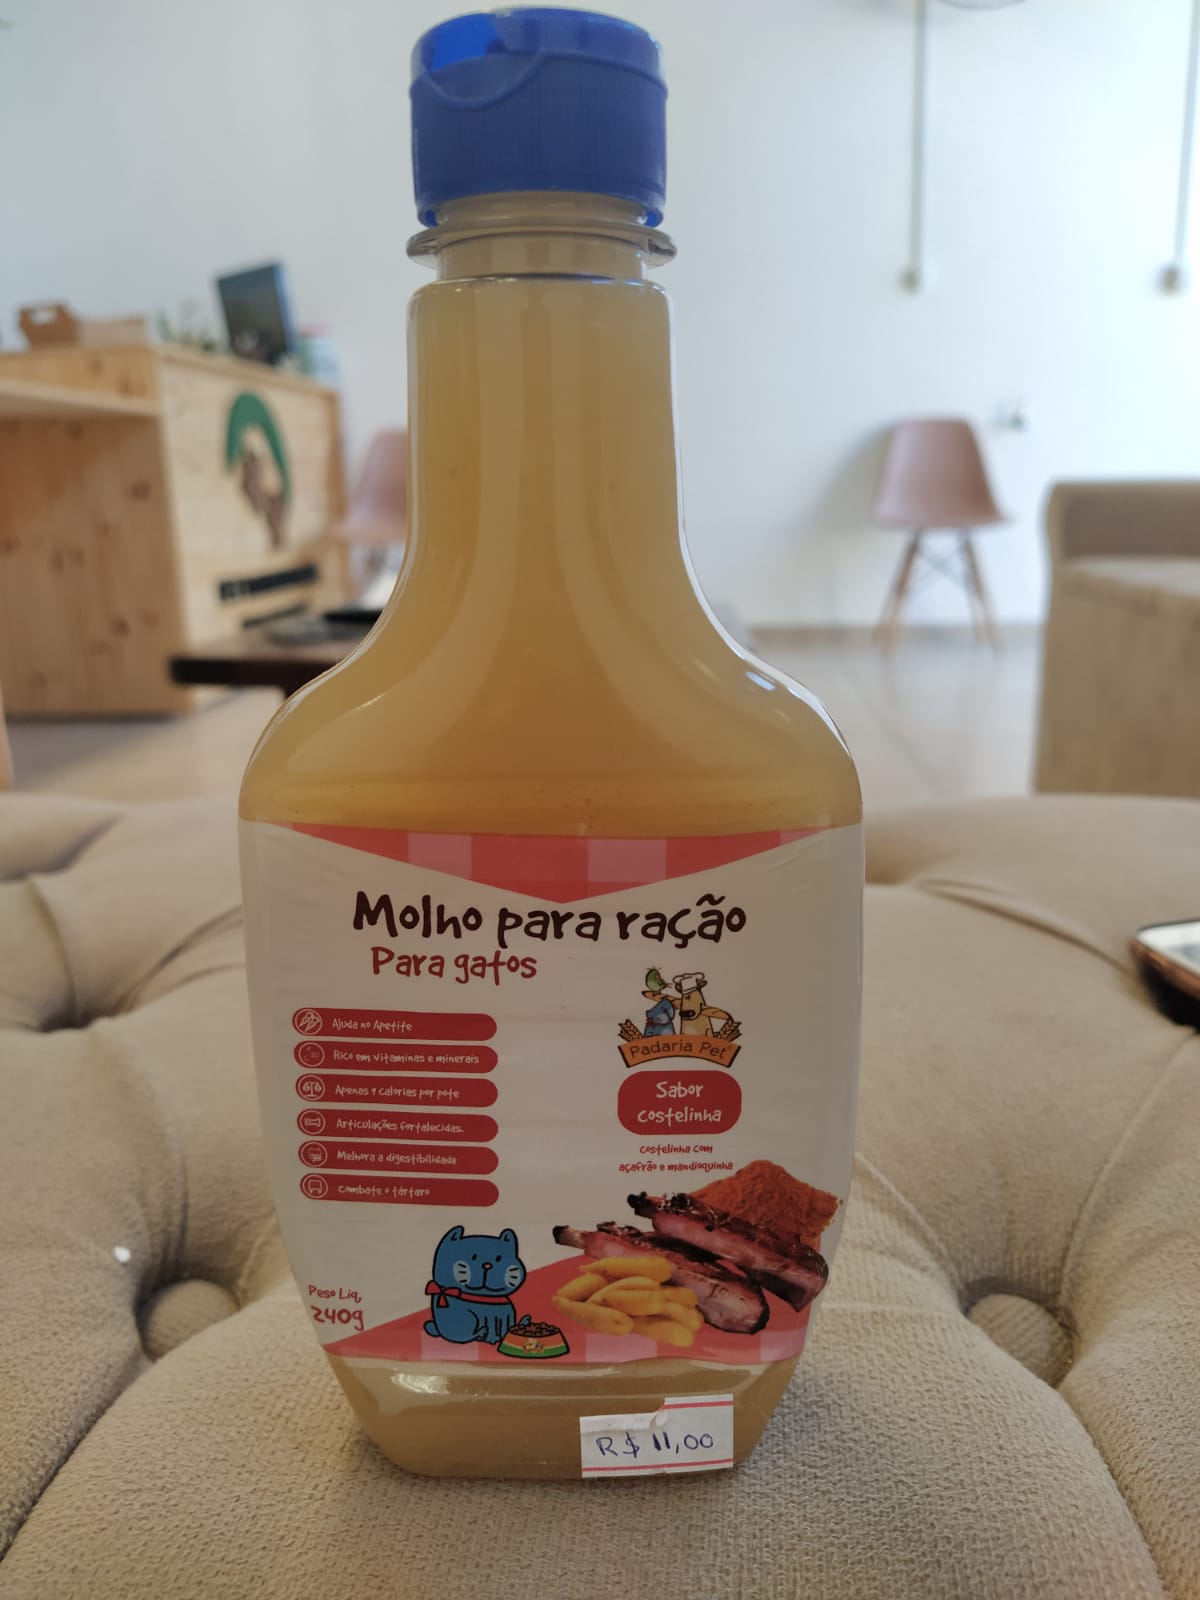 Molho para ração
Para gatos
Ajuda no Apetite
Rico em vitaminas e minerais
Apenas 9 calorias por pote
Articulações fortalecidas.
Melhora a digestibilidade
Combate o tártaro
Padaria Pet
Sabor
costelinha
costelinha com
açafrão e mandioquinha
Peso Liq.
240g
R$ 11,00